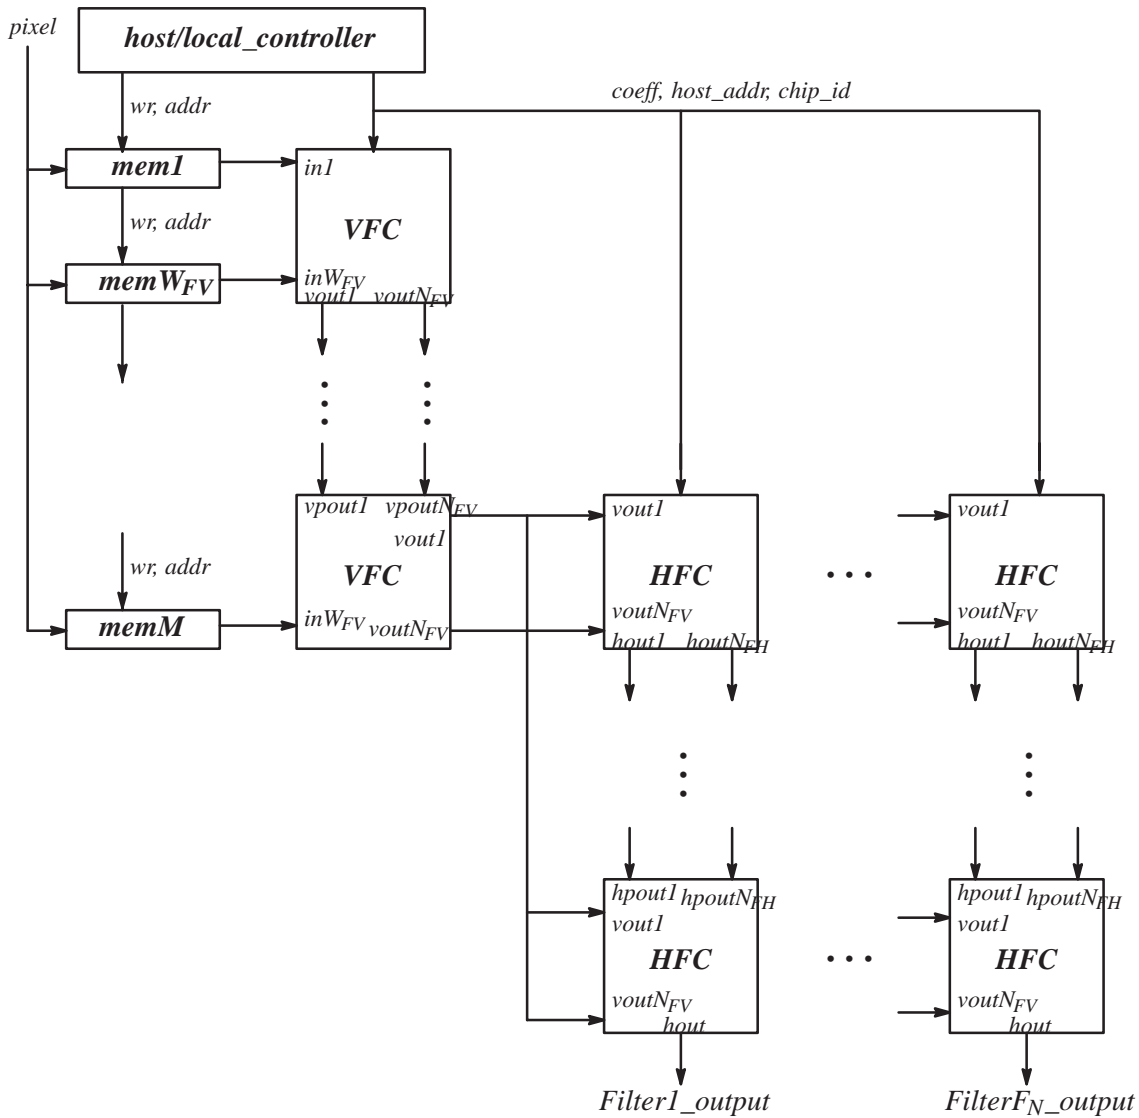 pixel
host/local_controller
wr, addr
coeff, host_addr, chip_id
mem1
in1
wr, addr
VFC
memW_FV
inW_FV
vout1 voutN_FV
vpout1 vpoutN_FV
vout1
vout1
vout1
wr, addr
VFC
HFC
...
HFC
memM
inW_FV
voutN_FV
voutN_FV
hout1 houtN_FH
voutN_FV
hout1 houtN_FH
hpout1 hpoutN_FH
vout1
hpout1 hpoutN_FH
vout1
HFC
...
HFC
voutN_FV
hout
voutN_FV
hout
Filter1_output
FilterF_N_output